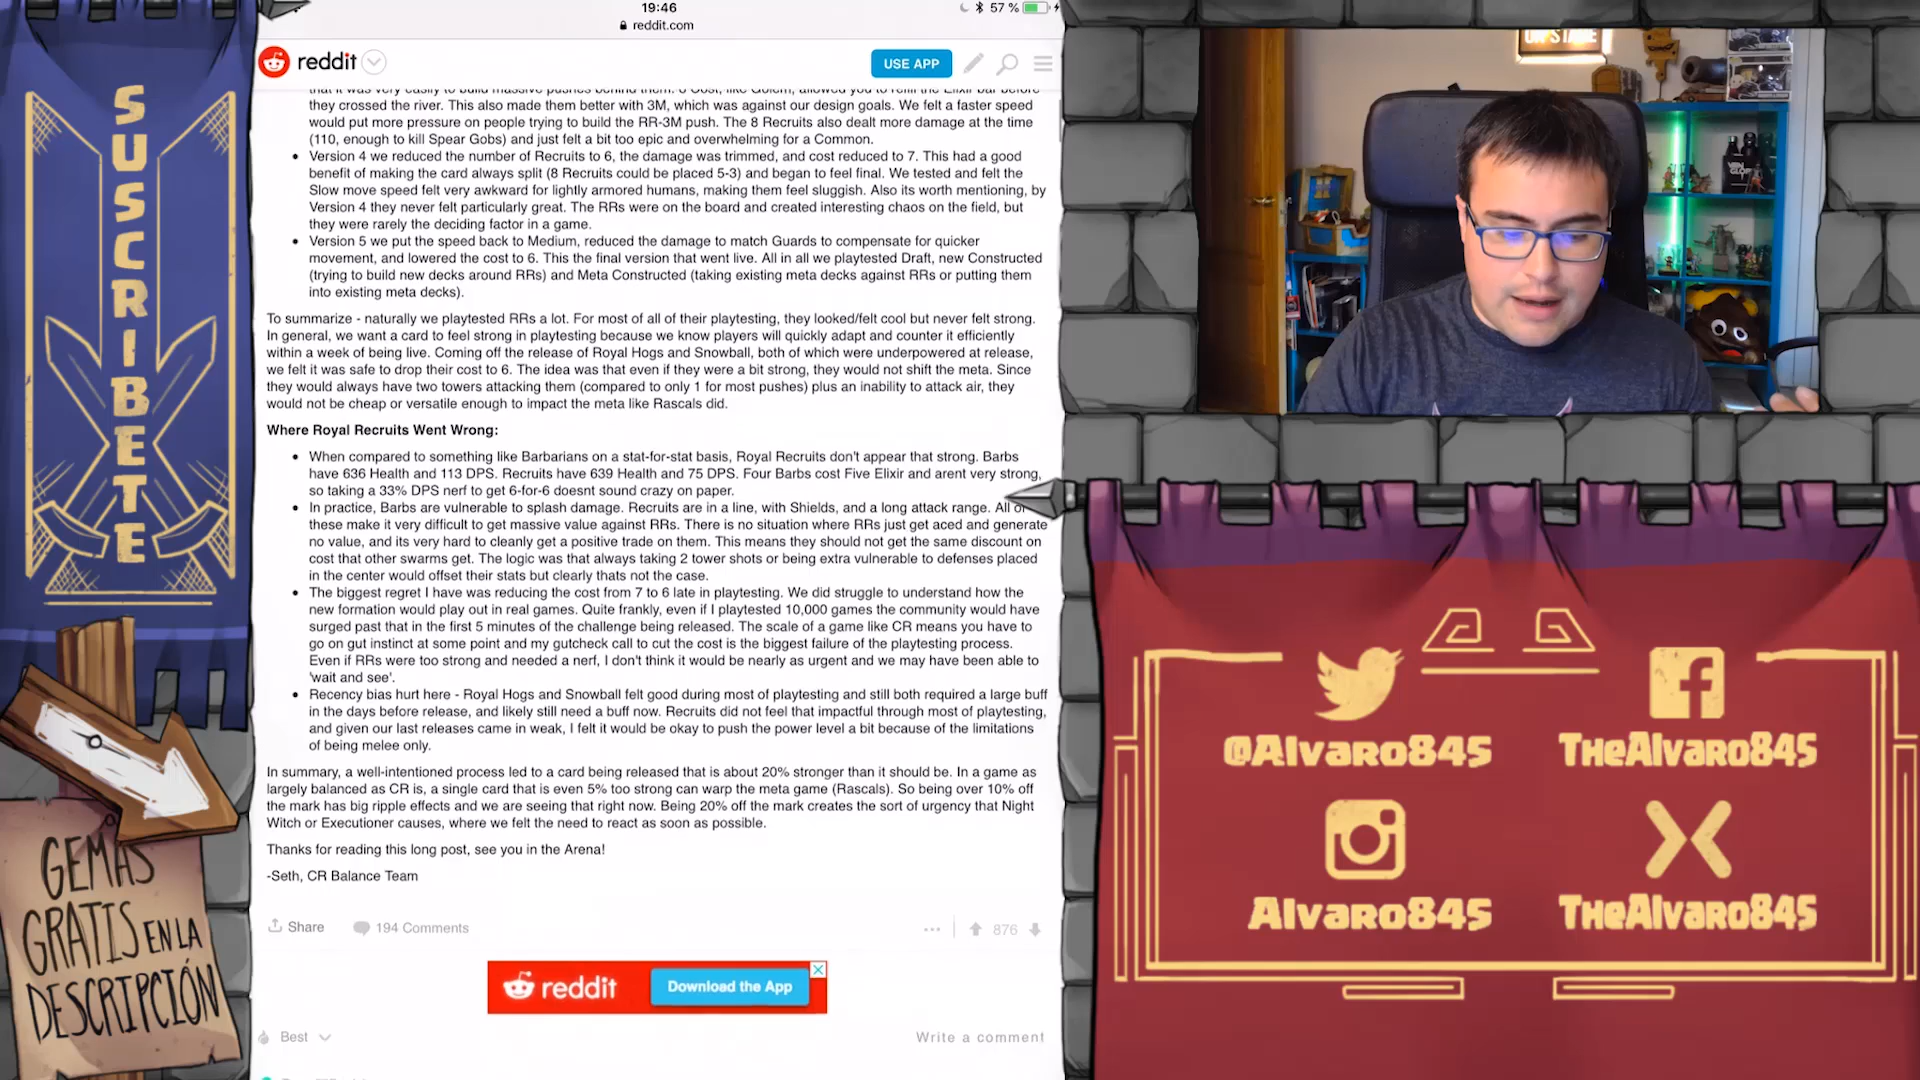 SUSCRIBETE
GEMAS
GRATIS EN LA
DESCRIPCIÓN
19:46
57 %
reddit.com
reddit
USE APP
that it was very easily to build massive pushes behind them. 8 Cost, like Golem, allowed you to refill the Elixir bar before
they crossed the river. This also made them better with 3M, which was against our design goals. We felt a faster speed
would put more pressure on people trying to build the RR-3M push. The 8 Recruits also dealt more damage at the time
(110, enough to kill Spear Gobs) and just felt a bit too epic and overwhelming for a Common.
Version 4 we reduced the number of Recruits to 6, the damage was trimmed, and cost reduced to 7. This had a good
benefit of making the card always split (8 Recruits could be placed 5-3) and began to feel final. We tested and felt the
Slow move speed felt very awkward for lightly armored humans, making them feel sluggish. Also its worth mentioning, by
Version 4 they never felt particularly great. The RRs were on the board and created interesting chaos on the field, but
they were rarely the deciding factor in a game.
Version 5 we put the speed back to Medium, reduced the damage to match Guards to compensate for quicker
movement, and lowered the cost to 6. This the final version that went live. All in all we playtested Draft, new Constructed
(trying to build new decks around RRs) and Meta Constructed (taking existing meta decks against RRs or putting them
into existing meta decks).
To summarize - naturally we playtested RRs a lot. For most of all of their playtesting, they looked/felt cool but never felt strong.
In general, we want a card to feel strong in playtesting because we know players will quickly adapt and counter it efficiently
within a week of being live. Coming off the release of Royal Hogs and Snowball, both of which were underpowered at release,
we felt it was safe to drop their cost to 6. The idea was that even if they were a bit strong, they would not shift the meta. Since
they would always have two towers attacking them (compared to only 1 for most pushes) plus an inability to attack air, they
would not be cheap or versatile enough to impact the meta like Rascals did.
Where Royal Recruits Went Wrong:
When compared to something like Barbarians on a stat-for-stat basis, Royal Recruits don't appear that strong. Barbs
have 636 Health and 113 DPS. Recruits have 639 Health and 75 DPS. Four Barbs cost Five Elixir and arent very strong,
so taking a 33% DPS nerf to get 6-for-6 doesnt sound crazy on paper.
In practice, Barbs are vulnerable to splash damage. Recruits are in a line, with Shields, and a long attack range. All of
these make it very difficult to get massive value against RRs. There is no situation where RRs just get aced and generate
no value, and its very hard to cleanly get a positive trade on them. This means they should not get the same discount on
cost that other swarms get. The logic was that always taking 2 tower shots or being extra vulnerable to defenses placed
in the center would offset their stats but clearly thats not the case.
The biggest regret I have was reducing the cost from 7 to 6 late in playtesting. We did struggle to understand how the
new formation would play out in real games. Quite frankly, even if I playtested 10,000 games the community would have
surged past that in the first 5 minutes of the challenge being released. The scale of a game like CR means you have to
go on gut instinct at some point and my gutcheck call to cut the cost is the biggest failure of the playtesting process.
Even if RRs were too strong and needed a nerf, I don't think it would be nearly as urgent and we may have been able to
'wait and see'.
Recency bias hurt here - Royal Hogs and Snowball felt good during most of playtesting and still both required a large buff
in the days before release, and likely still need a buff now. Recruits did not feel that impactful through most of playtesting,
and given our last releases came in weak, I felt it would be okay to push the power level a bit because of the limitations
of being melee only.
In summary, a well-intentioned process led to a card being released that is about 20% stronger than it should be. In a game as
largely balanced as CR is, a single card that is even 5% too strong can warp the meta game (Rascals). So being over 10% off
the mark has big ripple effects and we are seeing that right now. Being 20% off the mark creates the sort of urgency that Night
Witch or Executioner causes, where we felt the need to react as soon as possible.
Thanks for reading this long post, see you in the Arena!
-Seth, CR Balance Team
Share
194 Comments
876
reddit
Download the App
Best
Write a comment
ON STAGE
@Alvaro845
TheAlvaro845
Alvaro845
TheAlvaro845